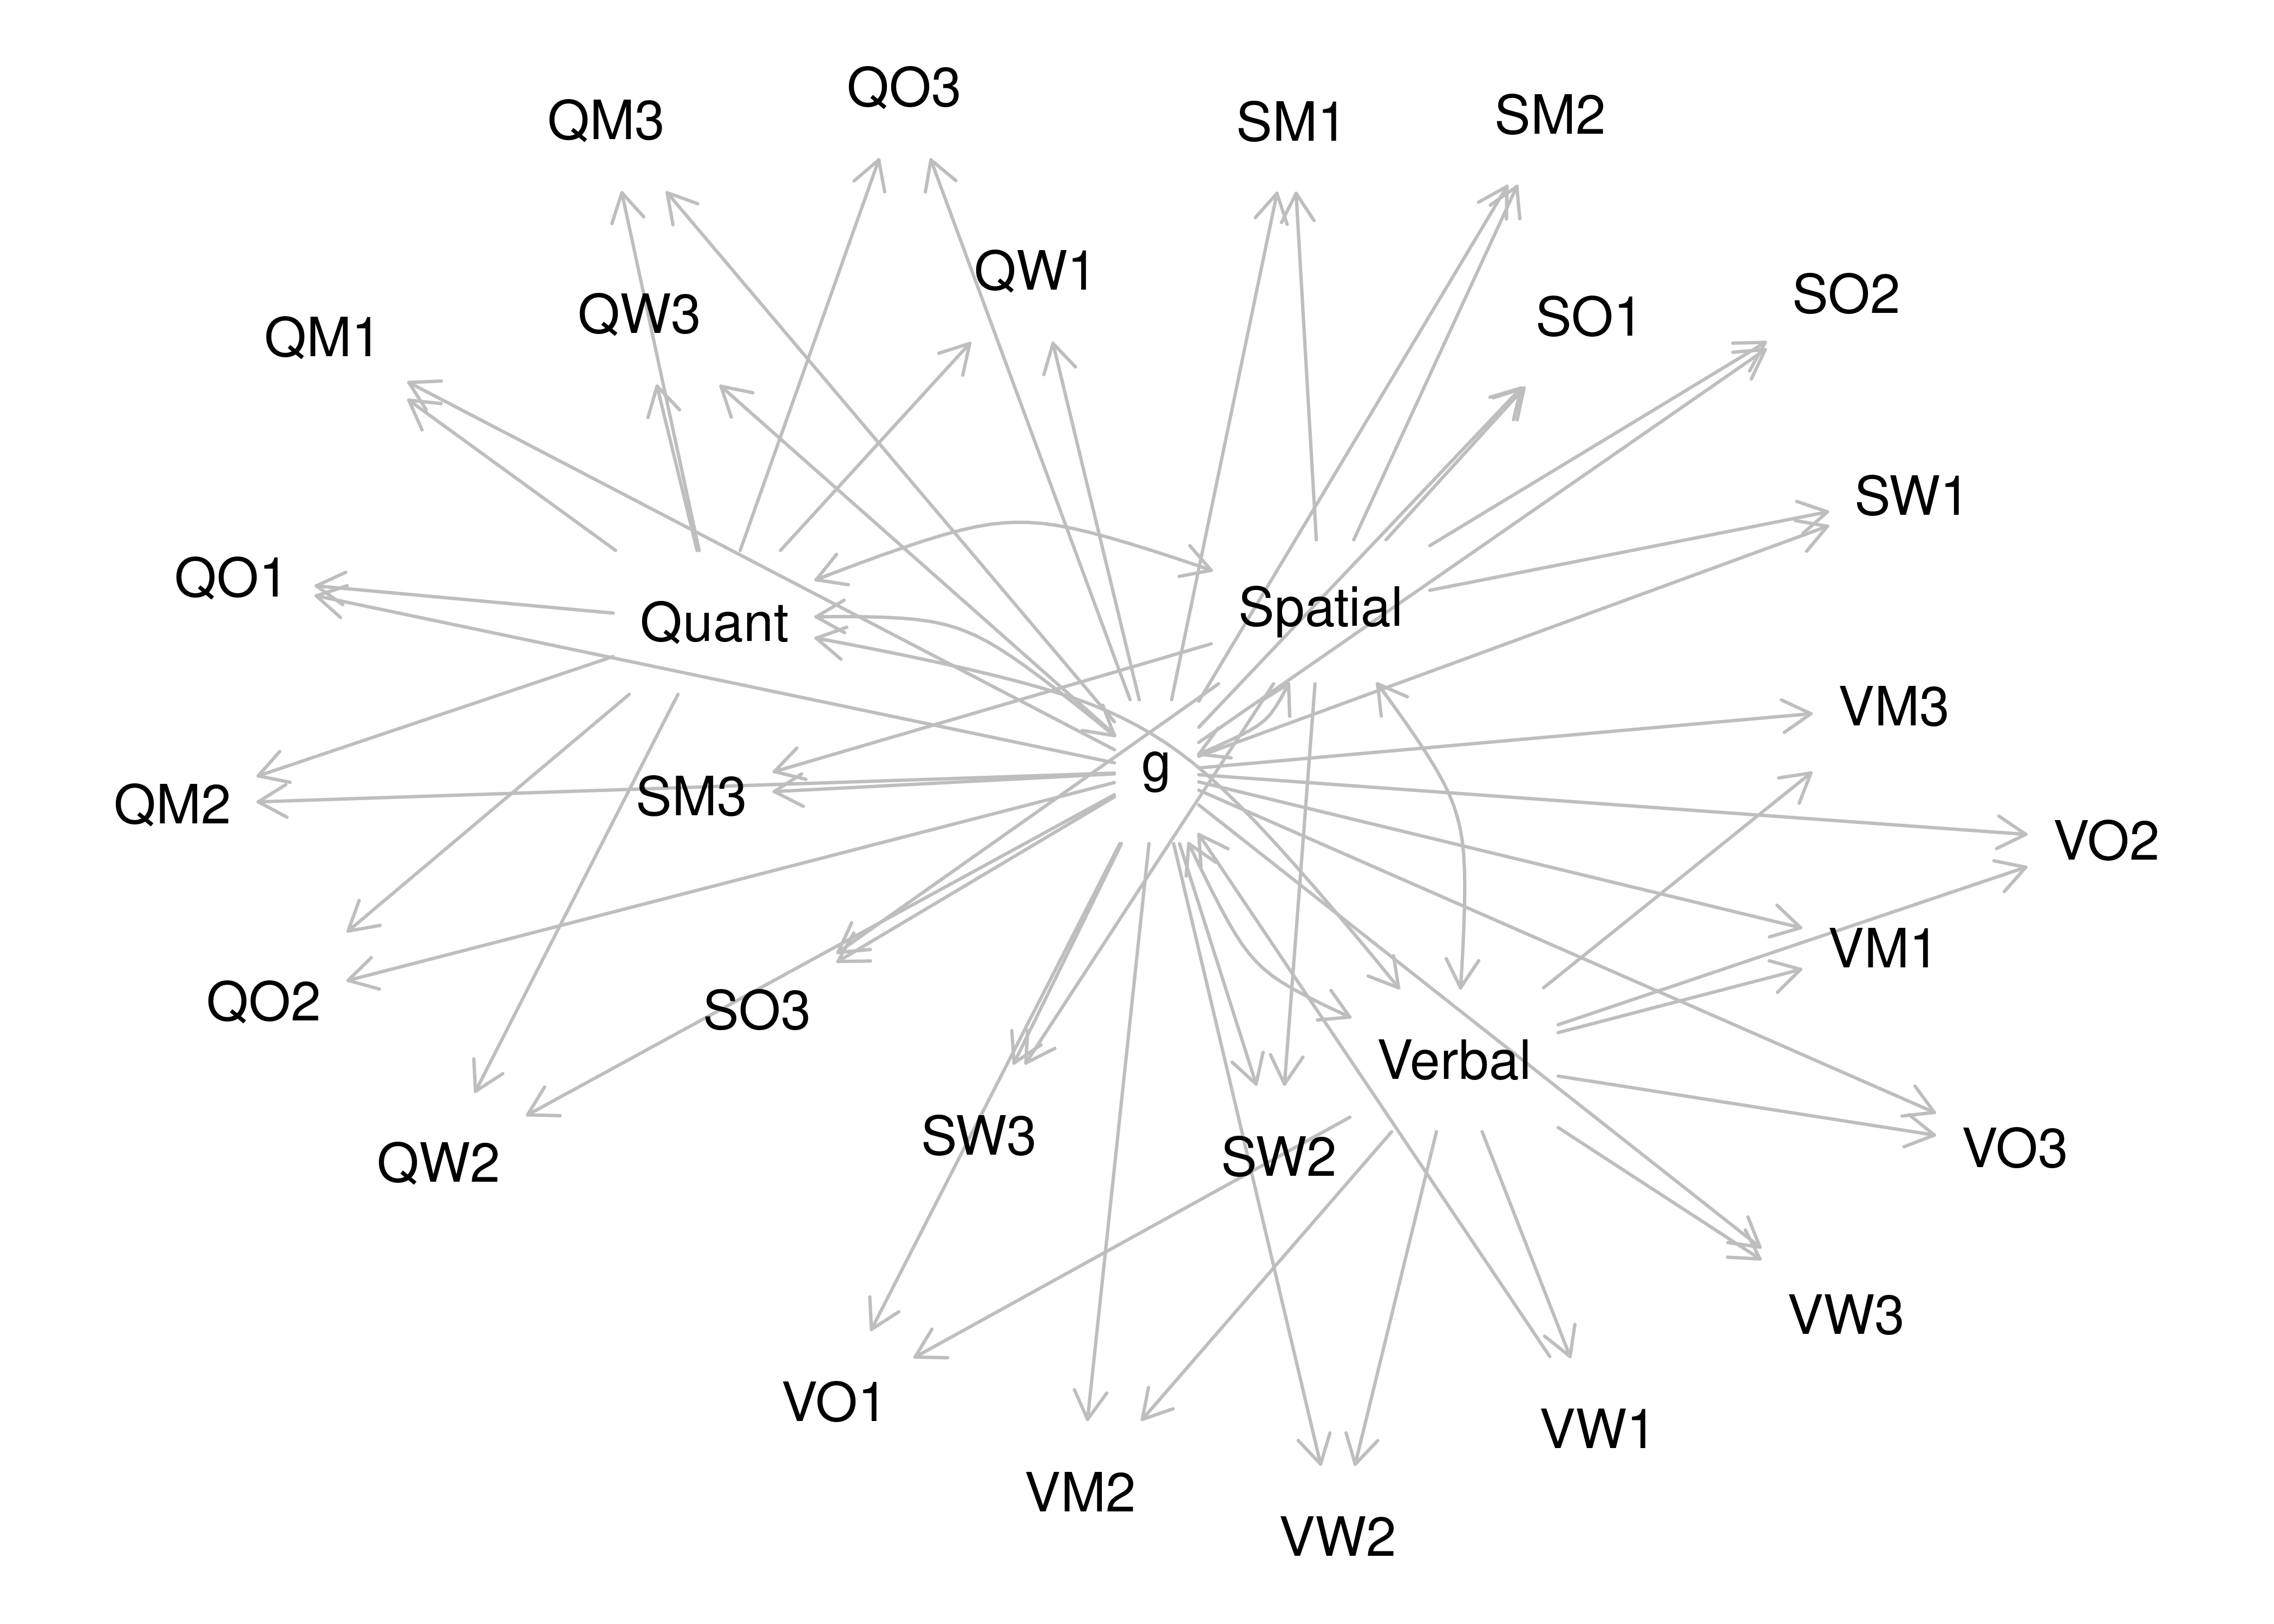 QO3
QM3
SM1
SM2
QW1
QW3
SO2
SO1
QM1
SW1
QO1
Spatial
Quant
VM3
g
SM3
QM2
VO2
VM1
QO2
SO3
Verbal
SW3
VO3
SW2
QW2
VW3
VO1
VW1
VM2
VW2